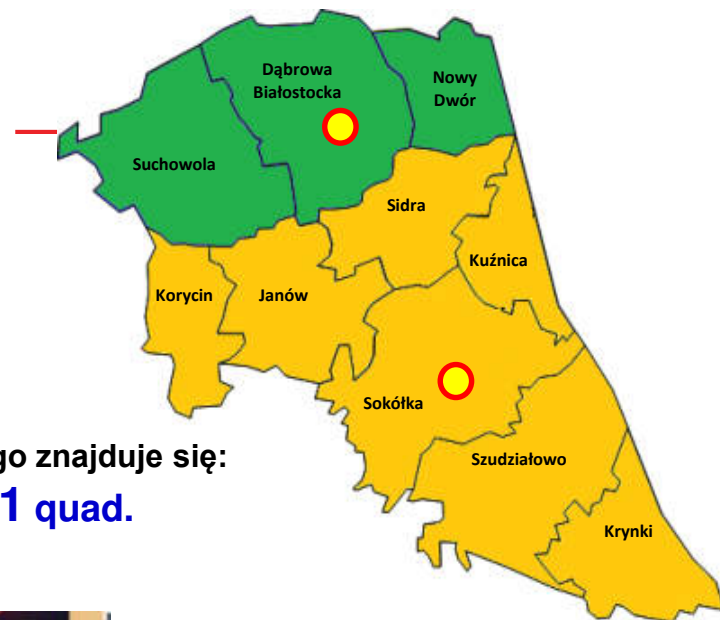 Dąbrowa
Białostocka
Nowy
Dwór
Suchowola
Sidra
Kuźnica
Korycin
Janów
Sokółka
go znajduje się:
Szudziałowo
1 quad.
Krynki